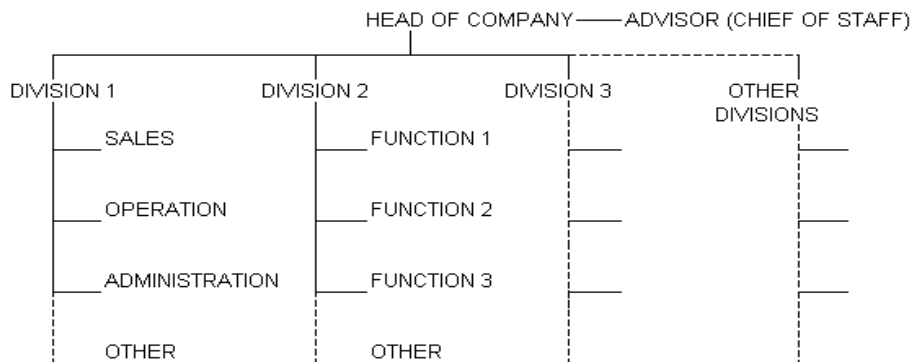 HEAD OF COMPANY ADVISOR (CHIEF OF STAFF)
DIVISION 1 DIVISION 2 DIVISION 3 OTHER
DIVISIONS
SALES FUNCTION 1
OPERATION FUNCTION 2
ADMINISTRATION FUNCTION 3
OTHER OTHER